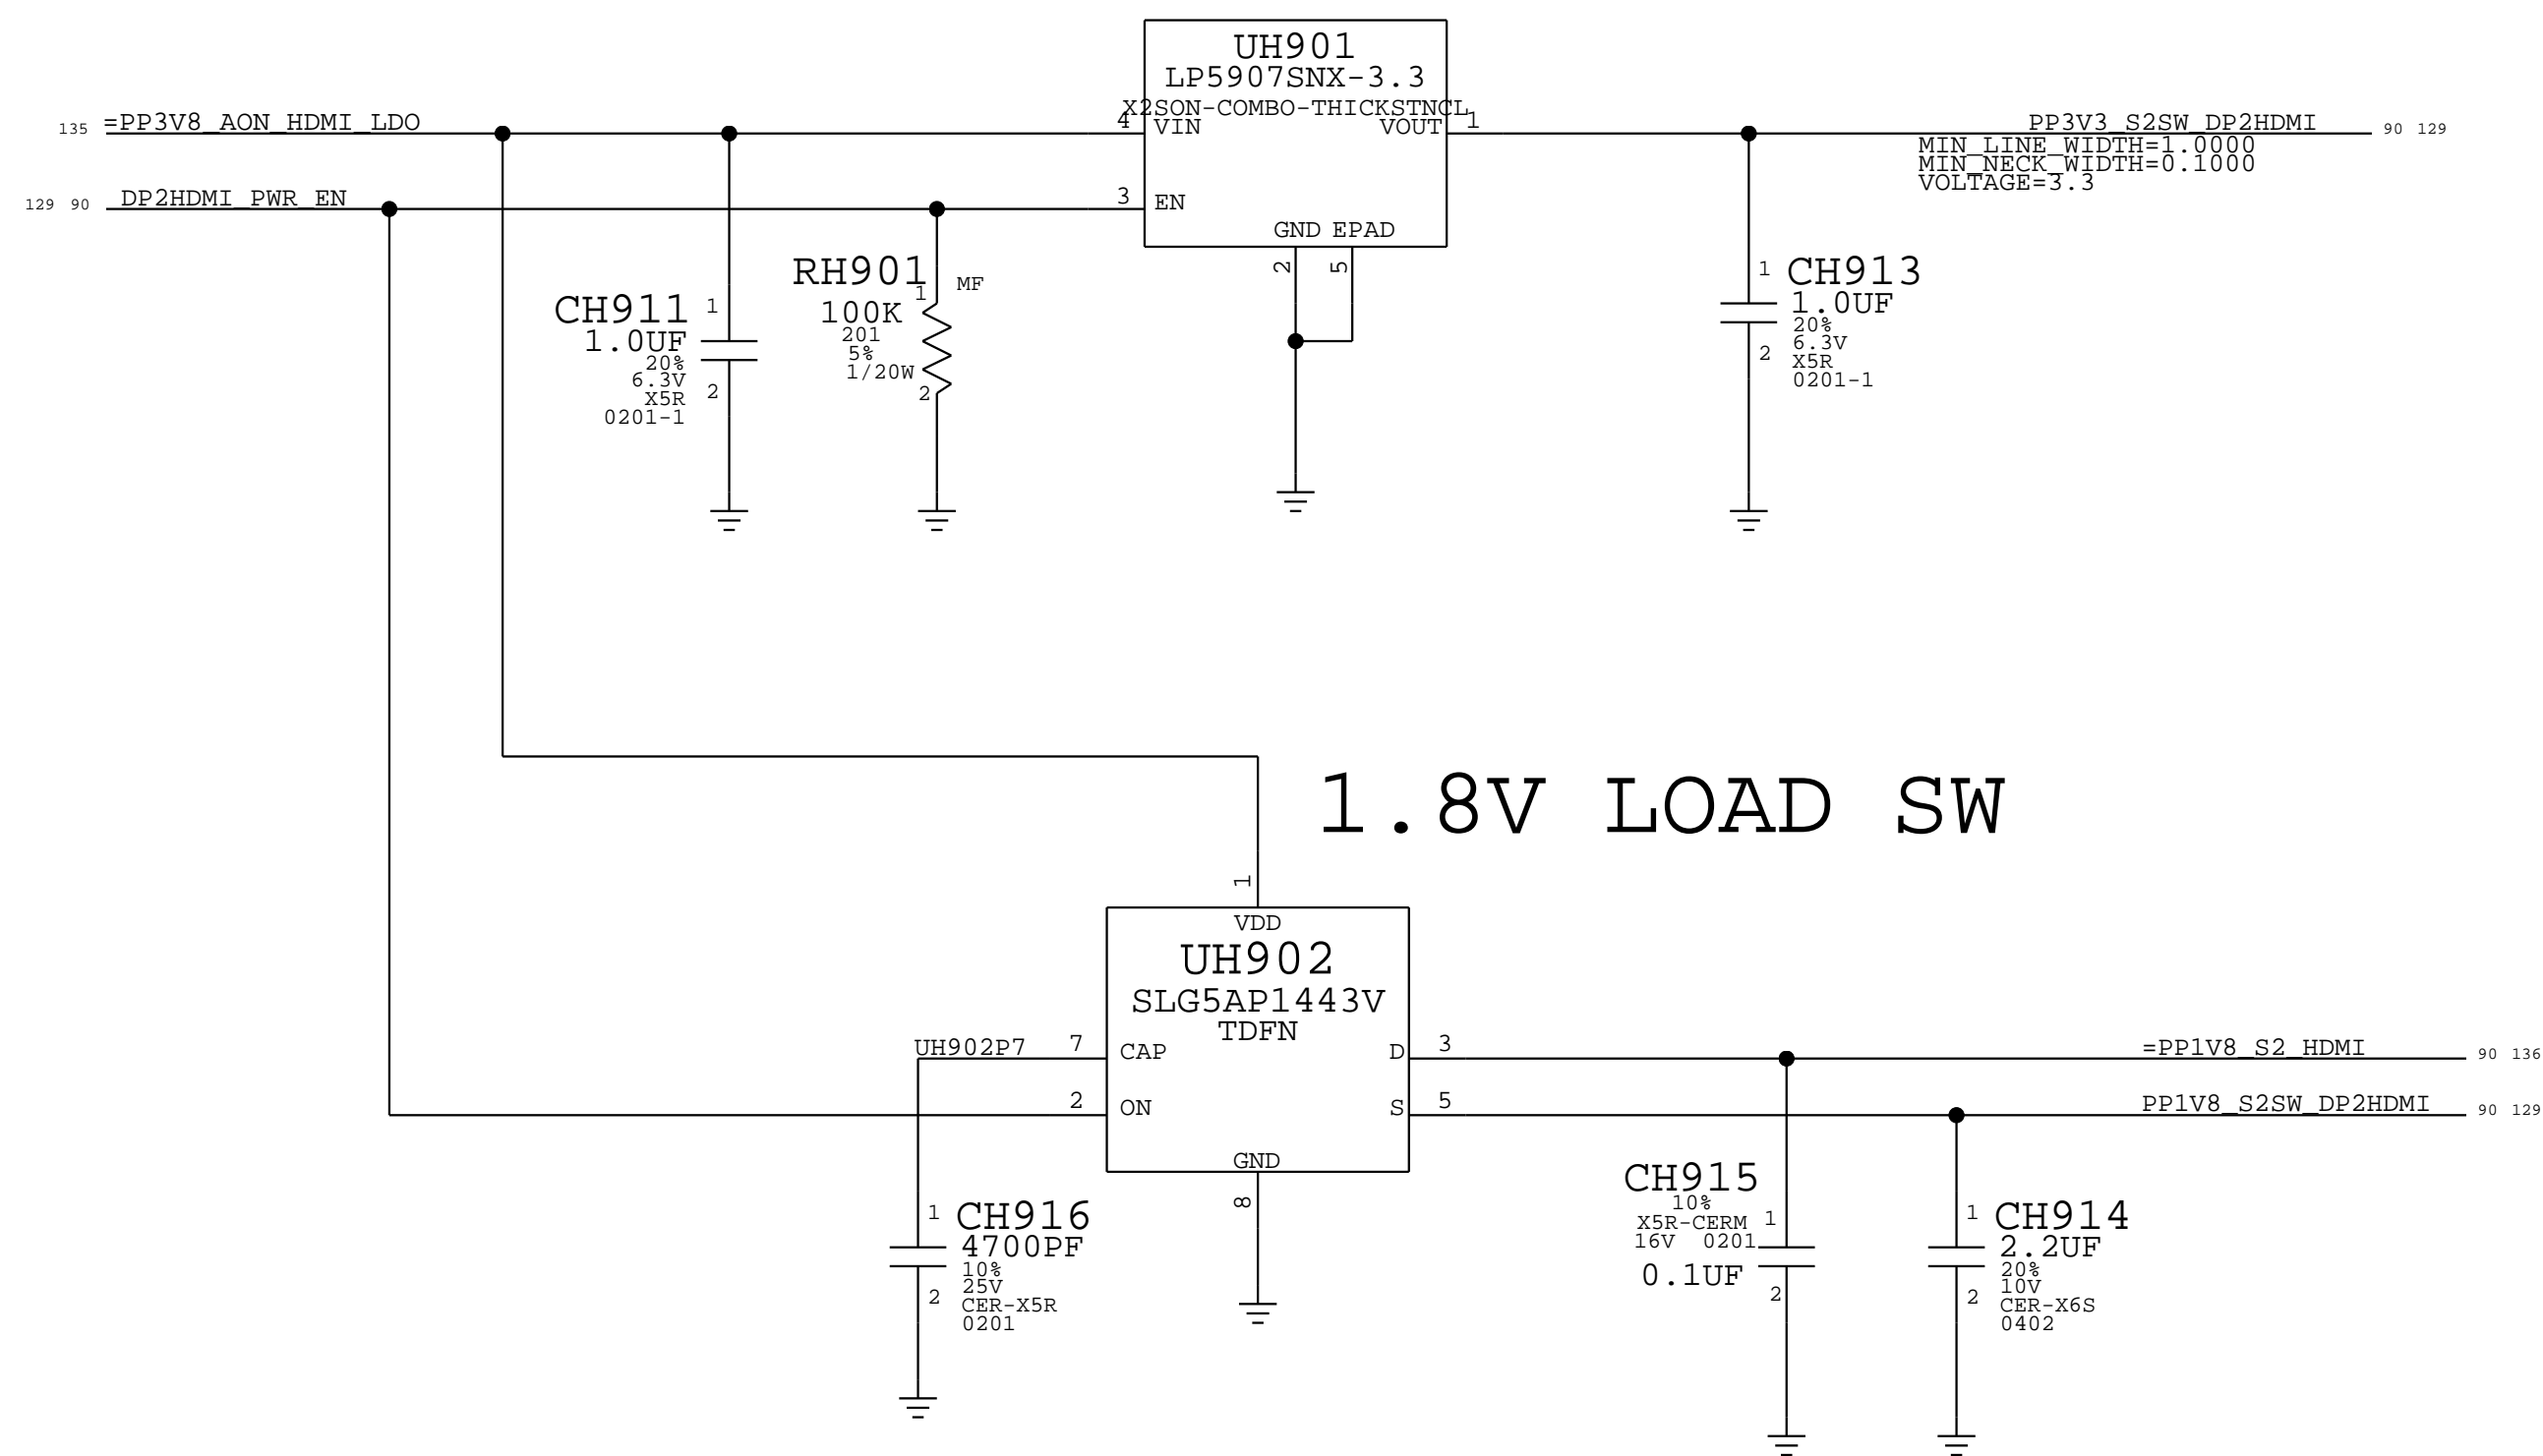 UH901
LP5907SNX-3.3
X2SON-COMBO-THICKSTNCL
135 =PP3V8_AON_HDMI_LDO
4 VIN
VOUT 1
PP3V3_S2SW_DP2HDMI 90 129
MIN_LINE_WIDTH=1.0000
MIN_NECK_WIDTH=0.1000
VOLTAGE=3.3
129 90 DP2HDMI_PWR_EN
3 EN
GND EPAD
2 5
CH911
1.0UF
20%
6.3V
X5R
0201-1
1
2
RH901
100K
201
5%
1/20W
1
MF
2
1 CH913
1.0UF
20%
6.3V
2 X5R
0201-1
1.8V LOAD SW
1
VDD
UH902
SLG5AP1443V
TDFN
UH902P7 7 CAP
D 3
=PP1V8_S2_HDMI 90 136
2 ON
S 5
PP1V8_S2SW_DP2HDMI 90 129
GND
8
1 CH916
4700PF
10%
25V
2 CER-X5R
0201
CH915
10%
X5R-CERM 1
16V 0201
0.1UF
2
1 CH914
2.2UF
20%
10V
2 CER-X6S
0402